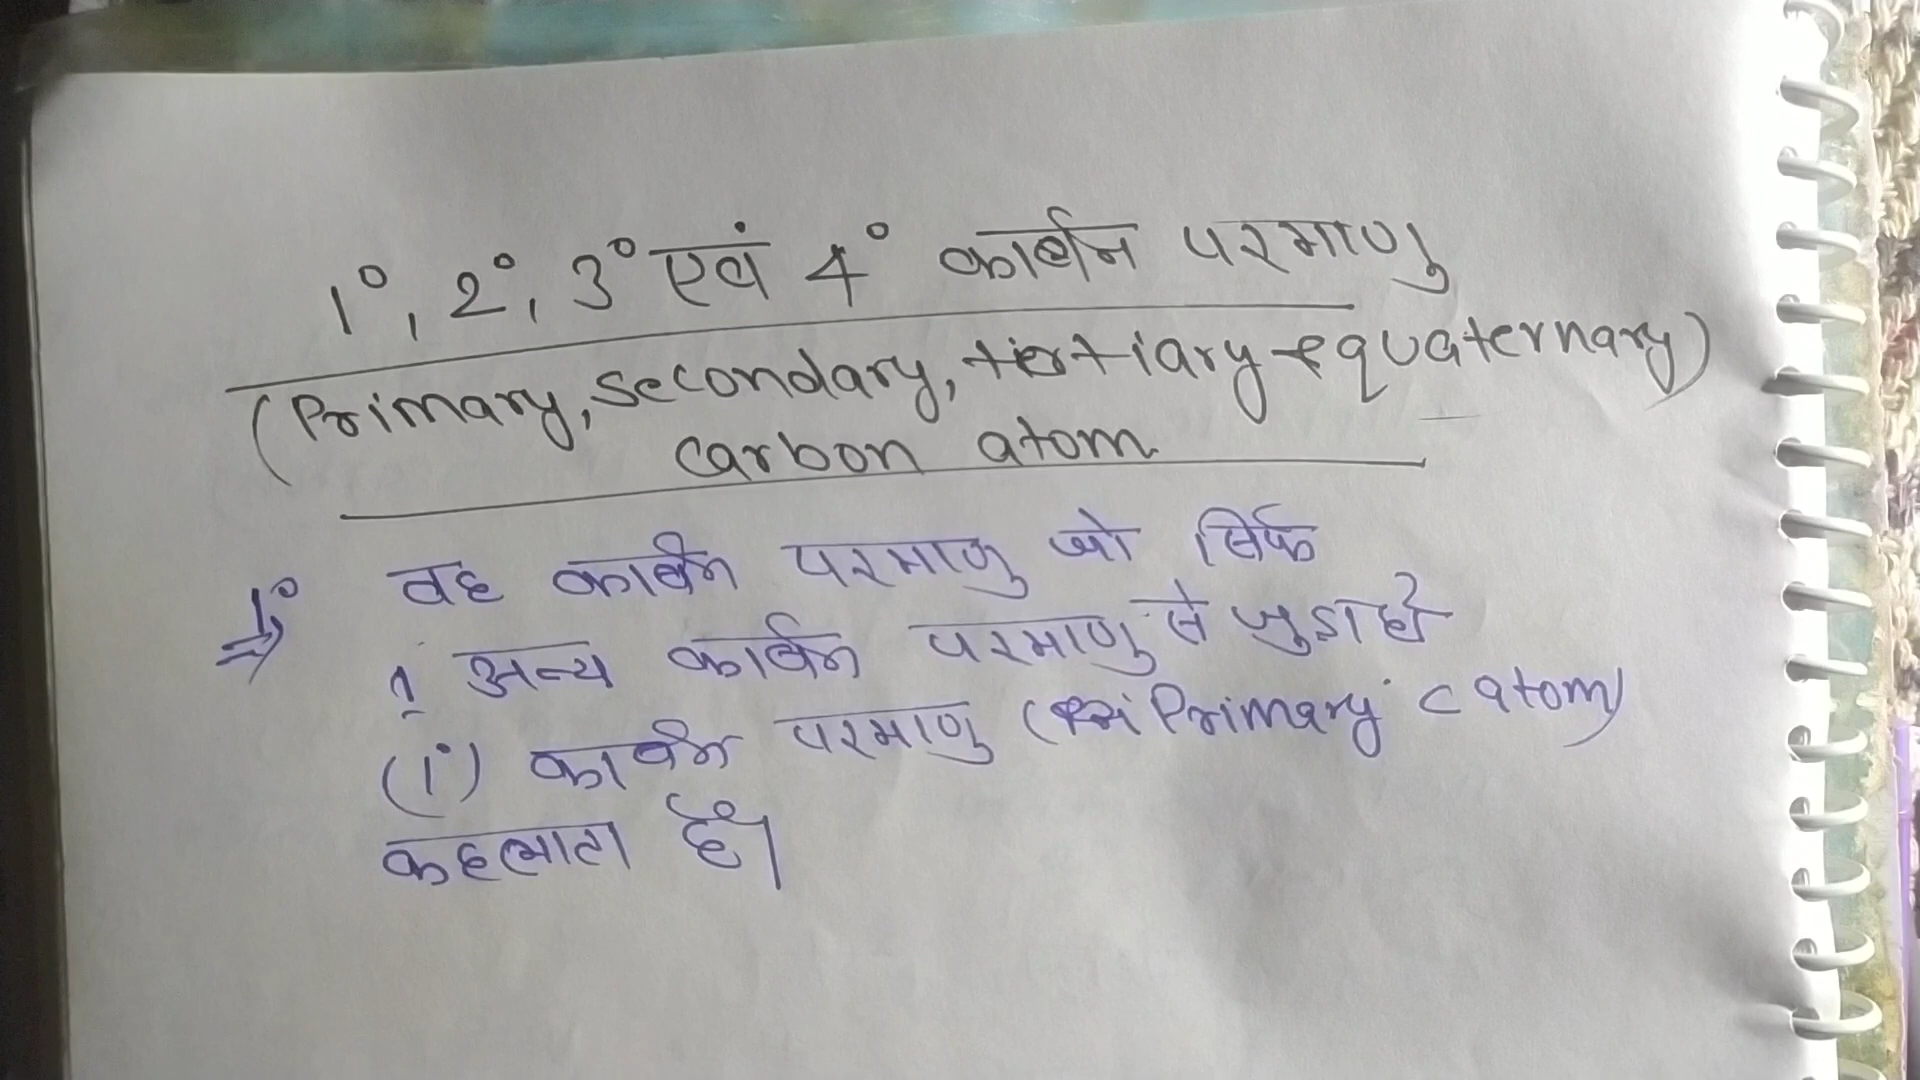 1°, 2°, 3° एवं 4° कार्बन परमाणु
(Primary, Secondary, tertiary equaternary)
carbon atom
⇒ 1° वह कार्बन परमाणु जो सिर्फ
1 अन्य कार्बन परमाणु से जुडा हो
(1°) कार्बन परमाणु (Primary C atom)
कहलाता है।